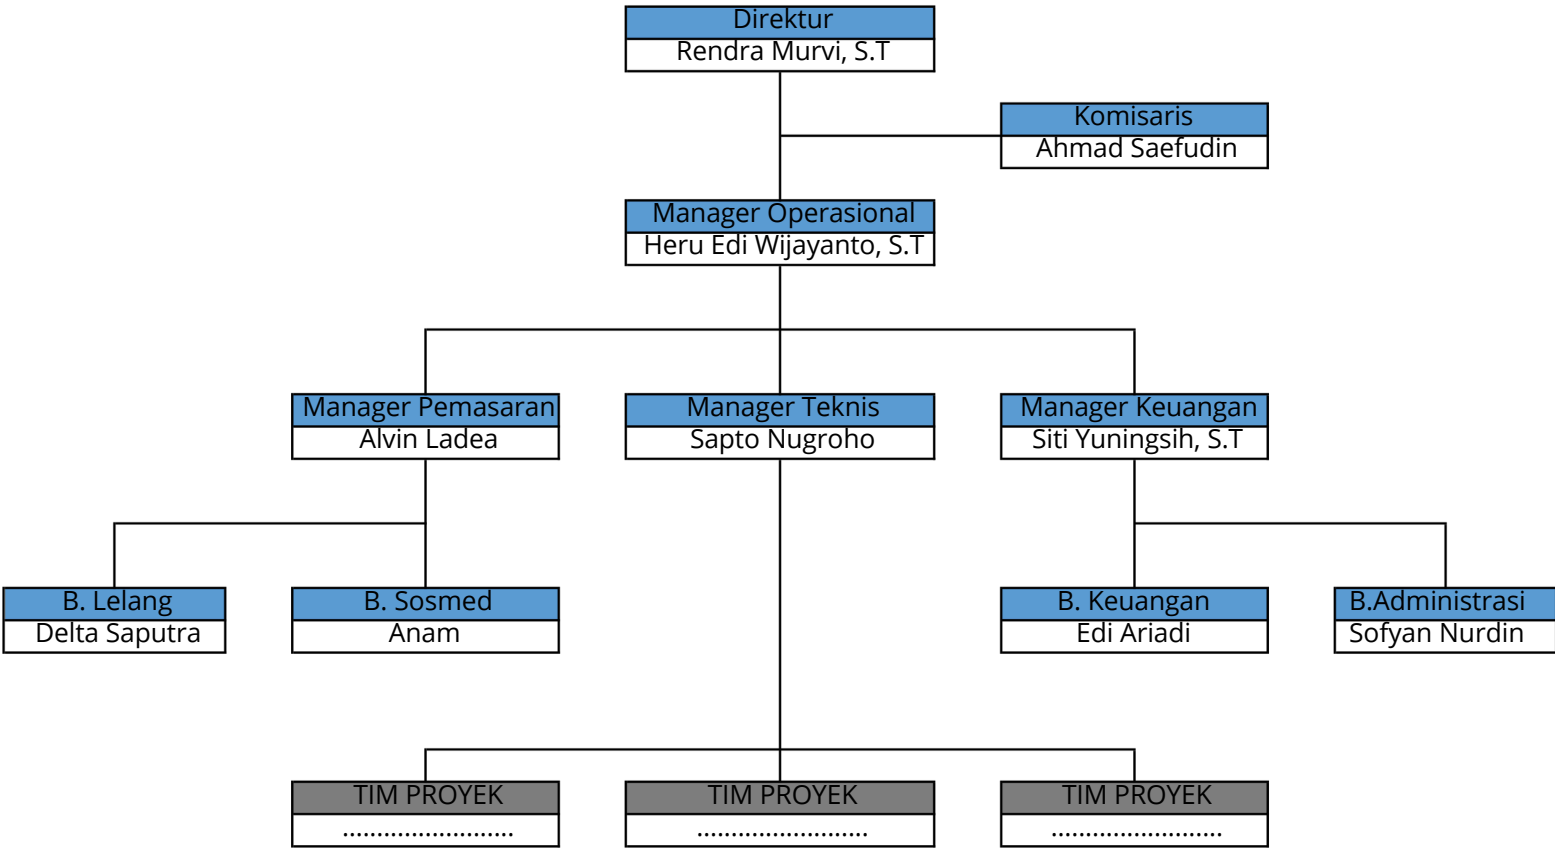 Direktur
Rendra Murvi, S.T
Komisaris
Ahmad Saefudin
Manager Operasional
Heru Edi Wijayanto, S.T
Manager Pemasaran
Alvin Ladea
Manager Teknis
Sapto Nugroho
Manager Keuangan
Siti Yuningsih, S.T
B. Lelang
Delta Saputra
B. Sosmed
Anam
B. Keuangan
Edi Ariadi
B.Administrasi
Sofyan Nurdin
TIM PROYEK
.........................
TIM PROYEK
.........................
TIM PROYEK
.........................